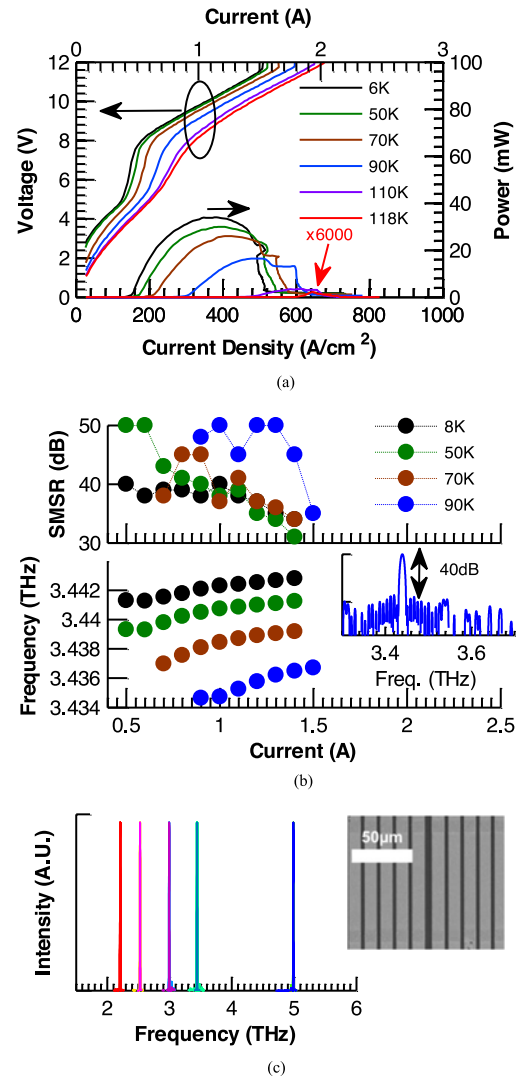 Current (A)
0 1 2 3
12 100
10 80
8 60
6 40
4 20
2 0
0
6K
50K
70K
90K
110K
118K
x6000
Voltage (V)
Power (mW)
0 200 400 600 800 1000
Current Density (A/cm²)
(a)
50
40
30
SMSR (dB)
8K
50K
70K
90K
3.442
3.44
3.438
3.436
3.434
Frequency (THz)
40dB
3.4 3.6
Freq. (THz)
0.5 1 1.5 2 2.5
Current (A)
(b)
Intensity (A.U.)
50µm
2 3 4 5 6
Frequency (THz)
(c)